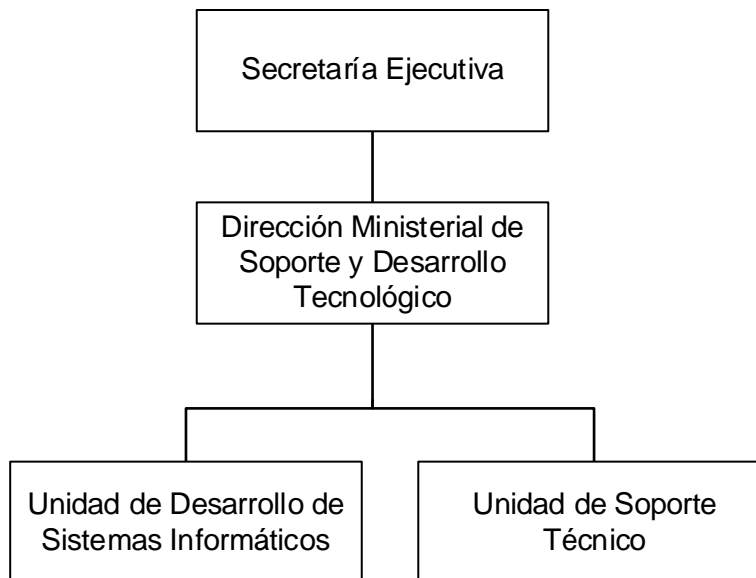 Secretaría Ejecutiva
Dirección Ministerial de
Soporte y Desarrollo
Tecnológico
Unidad de Desarrollo de
Sistemas Informáticos
Unidad de Soporte
Técnico